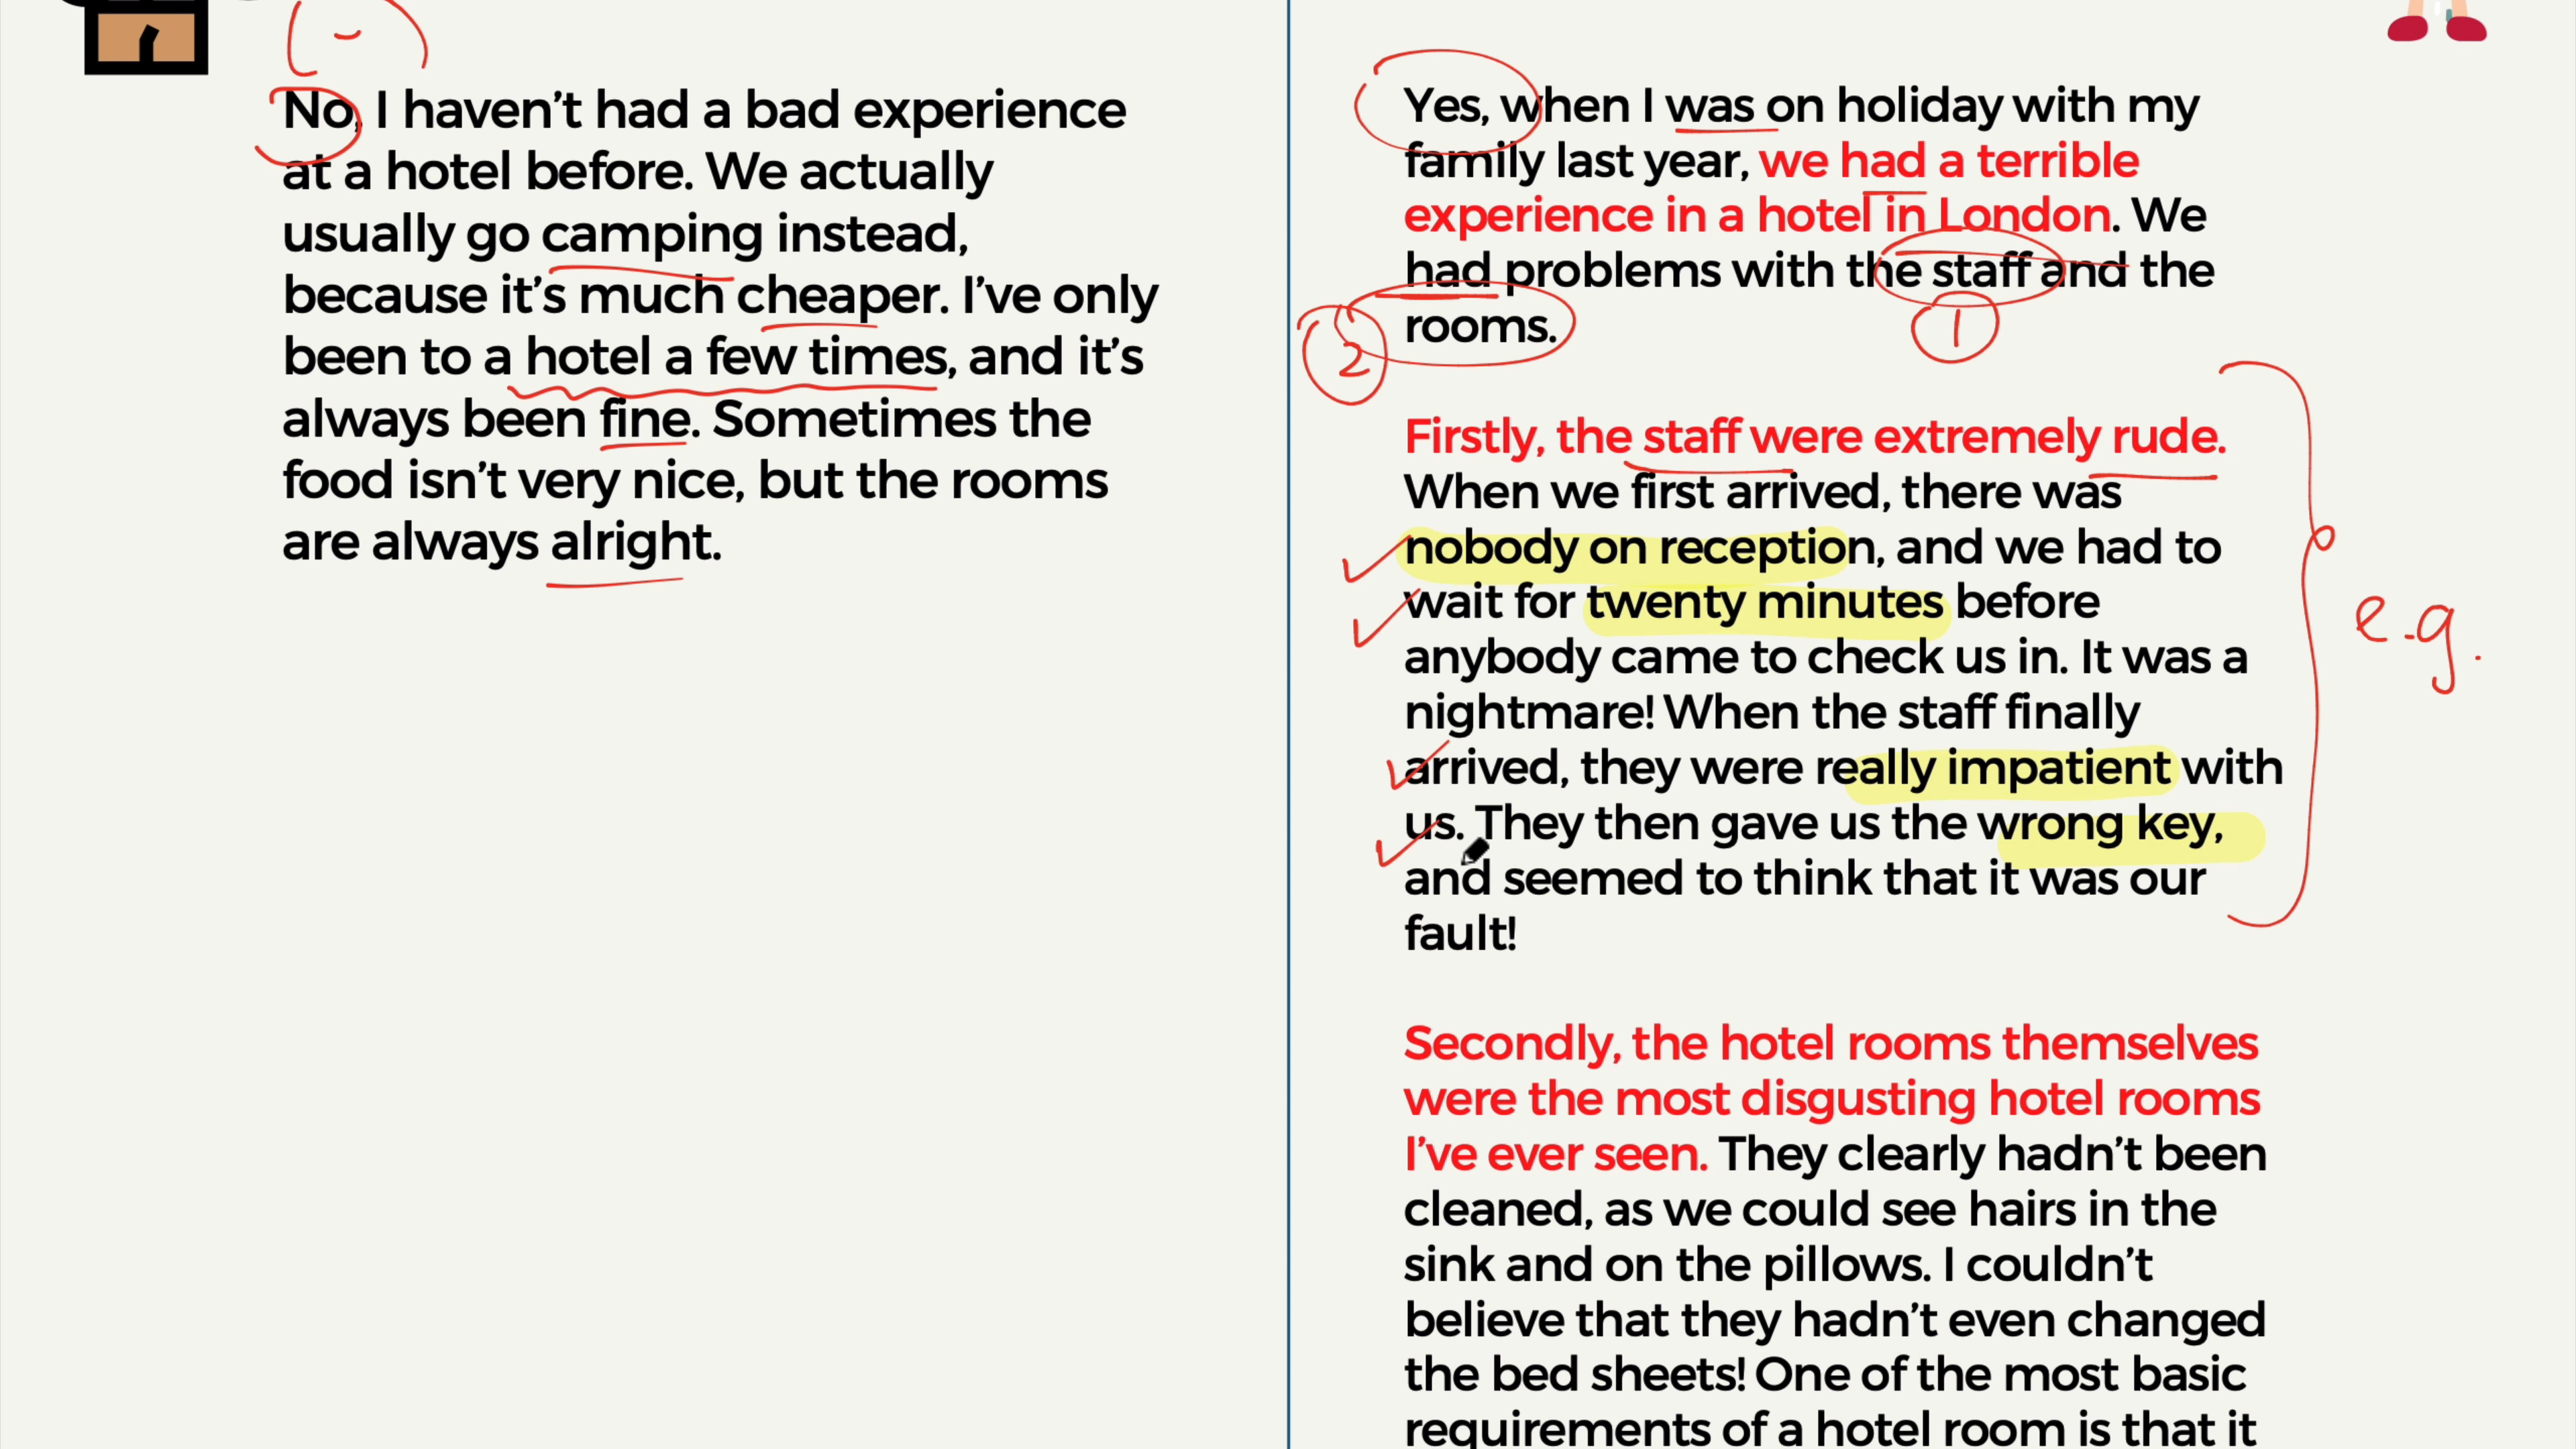 (-)
No, I haven't had a bad experience
at a hotel before. We actually
usually go camping instead,
because it's much cheaper. I've only
been to a hotel a few times, and it's
always been fine. Sometimes the
food isn't very nice, but the rooms
are always alright.
Yes, when I was on holiday with my
family last year, we had a terrible
experience in a hotel in London. We
had problems with the staff and the
rooms.
1
2
Firstly, the staff were extremely rude.
When we first arrived, there was
nobody on reception, and we had to
wait for twenty minutes before
anybody came to check us in. It was a
nightmare! When the staff finally
arrived, they were really impatient with
us. They then gave us the wrong key,
and seemed to think that it was our
fault!
e.g.
Secondly, the hotel rooms themselves
were the most disgusting hotel rooms
I've ever seen. They clearly hadn't been
cleaned, as we could see hairs in the
sink and on the pillows. I couldn't
believe that they hadn't even changed
the bed sheets! One of the most basic
requirements of a hotel room is that it